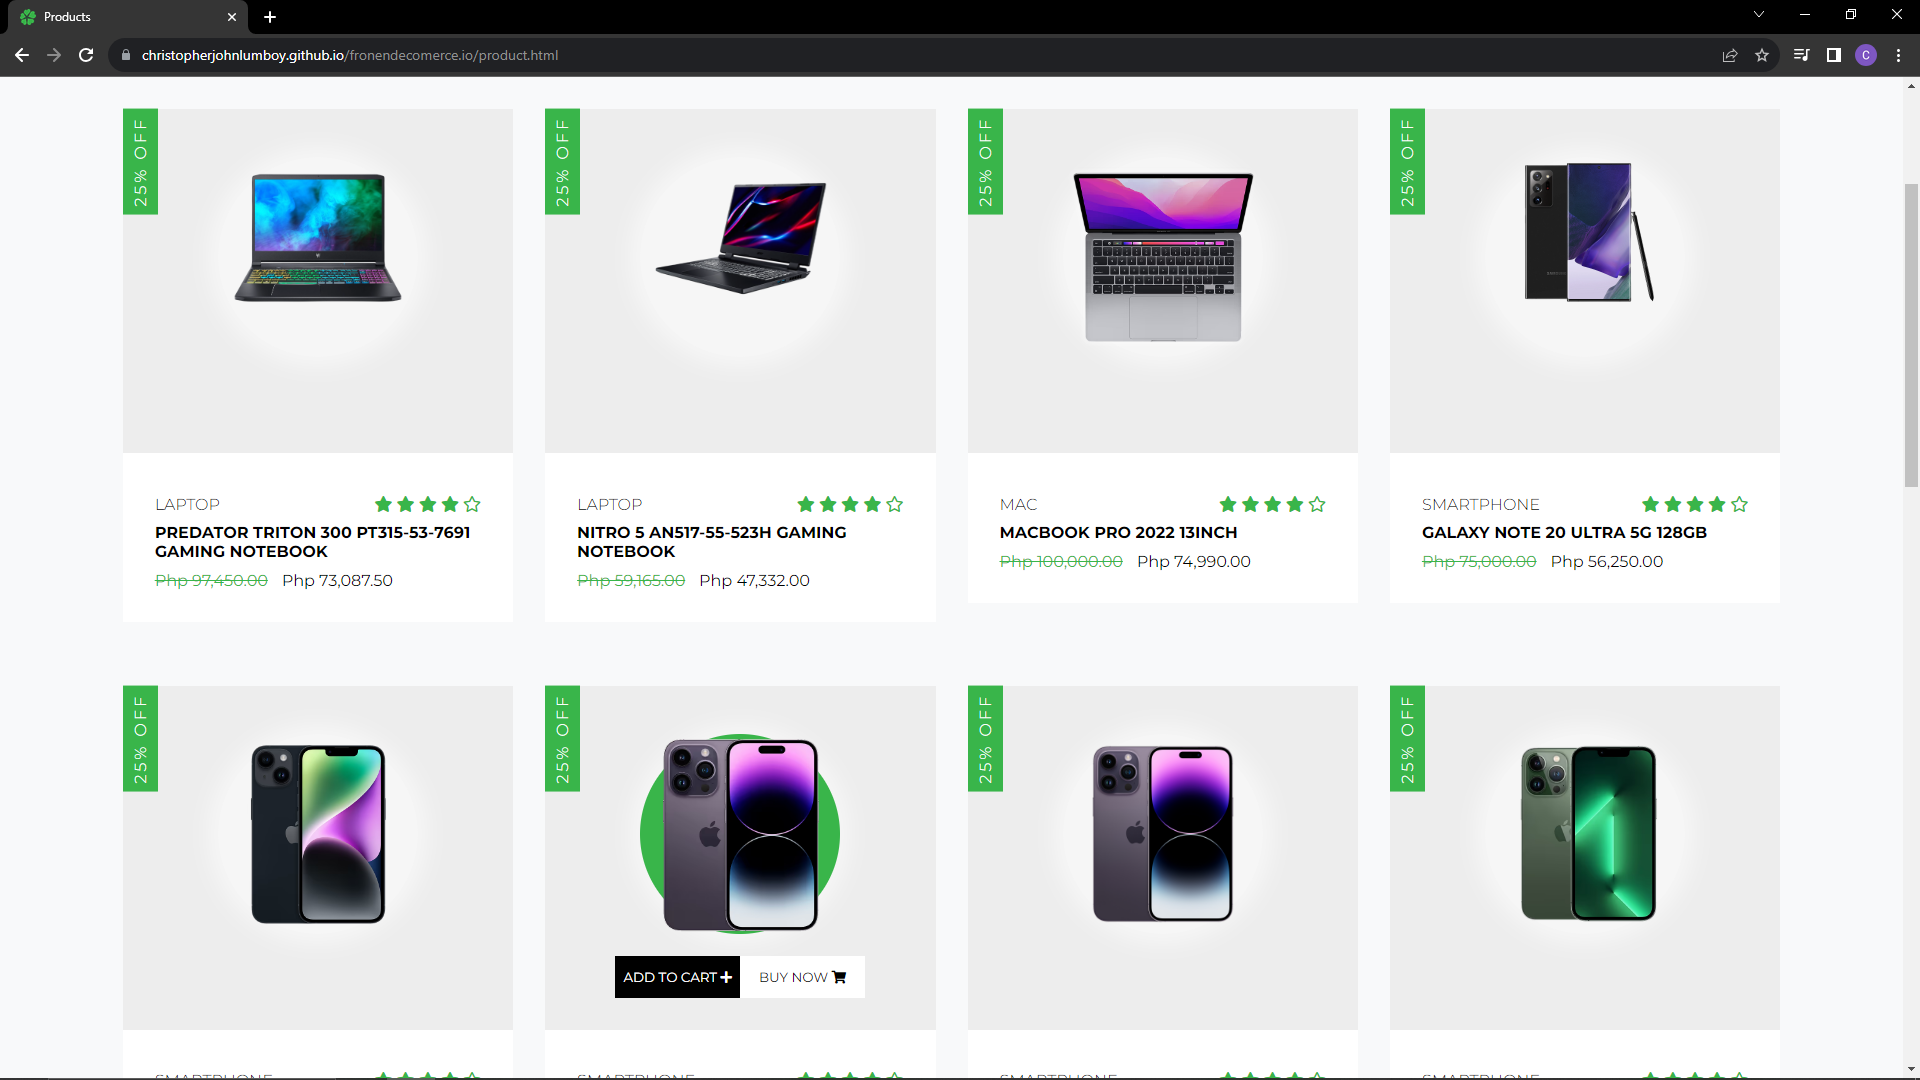 Products
christopherjohnlumboy.github.io/fronendecomerce.io/product.html
C
25% OFF
25% OFF
25% OFF
25% OFF
LAPTOP
PREDATOR TRITON 300 PT315-53-7691
GAMING NOTEBOOK
Php 97,450.00 Php 73,087.50
LAPTOP
NITRO 5 AN517-55-523H GAMING
NOTEBOOK
Php 59,165.00 Php 47,332.00
MAC
MACBOOK PRO 2022 13INCH
Php 100,000.00 Php 74,990.00
SMARTPHONE
GALAXY NOTE 20 ULTRA 5G 128GB
Php 75,000.00 Php 56,250.00
25% OFF
25% OFF
25% OFF
25% OFF
ADD TO CART
BUY NOW
SMARTPHONE
SMARTPHONE
SMARTPHONE
SMARTPHONE